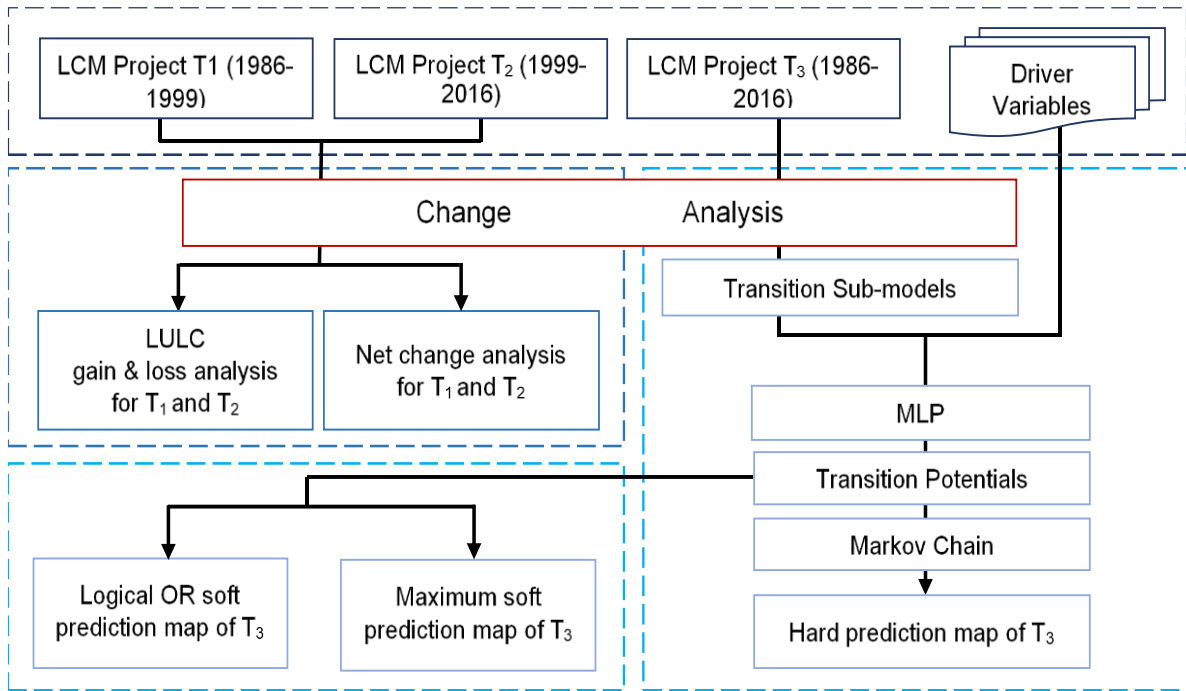 LCM Project T1 (1986-
1999)
LCM Project T₂ (1999-
2016)
LCM Project T₃ (1986-
2016)
Driver
Variables
Change Analysis
Transition Sub-models
LULC
gain & loss analysis
for T₁ and T₂
Net change analysis
for T₁ and T₂
MLP
Transition Potentials
Markov Chain
Logical OR soft
prediction map of T₃
Maximum soft
prediction map of T₃
Hard prediction map of T₃